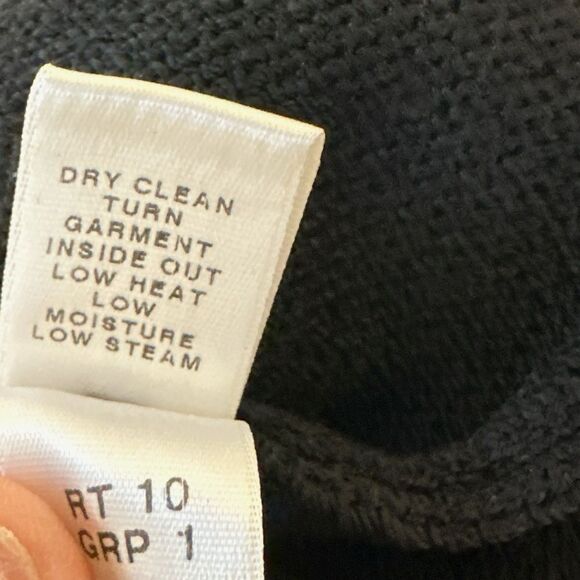 DRY CLEAN
TURN
GARMENT
INSIDE OUT
LOW HEAT
LOW
MOISTURE
LOW STEAM
RT 10
GRP 1